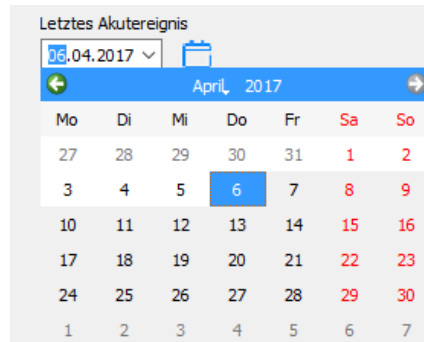 Letztes Akutereignis
06.04.2017
April, 2017
Mo Di Mi Do Fr Sa So
27 28 29 30 31 1 2
3 4 5 6 7 8 9
10 11 12 13 14 15 16
17 18 19 20 21 22 23
24 25 26 27 28 29 30
1 2 3 4 5 6 7